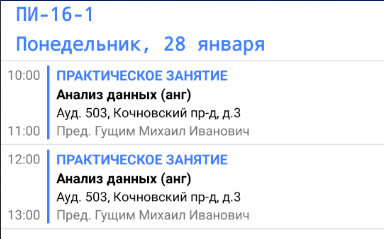 ПИ-16-1
Понедельник, 28 января
10:00 ПРАКТИЧЕСКОЕ ЗАНЯТИЕ
Анализ данных (анг)
Ауд. 503, Кочновский пр-д, д.3
11:00 Пред. Гущим Михаил Иванович
12:00 ПРАКТИЧЕСКОЕ ЗАНЯТИЕ
Анализ данных (анг)
Ауд. 503, Кочновский пр-д, д.3
13:00 Пред. Гущим Михаил Иванович